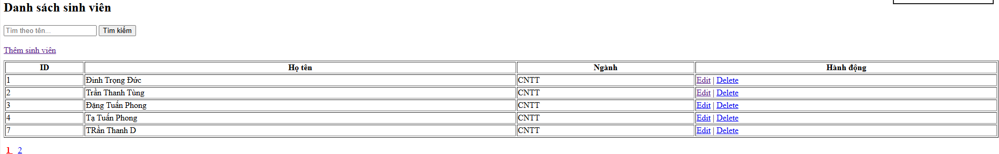 Danh sách sinh viên
Tìm theo tên... Tìm kiếm
Thêm sinh viên
ID Họ tên Ngành Hành động
1 Đinh Trọng Đức CNTT Edit | Delete
2 Trần Thanh Tùng CNTT Edit | Delete
3 Đặng Tuấn Phong CNTT Edit | Delete
4 Tạ Tuấn Phong CNTT Edit | Delete
7 TRần Thanh D CNTT Edit | Delete
1 2